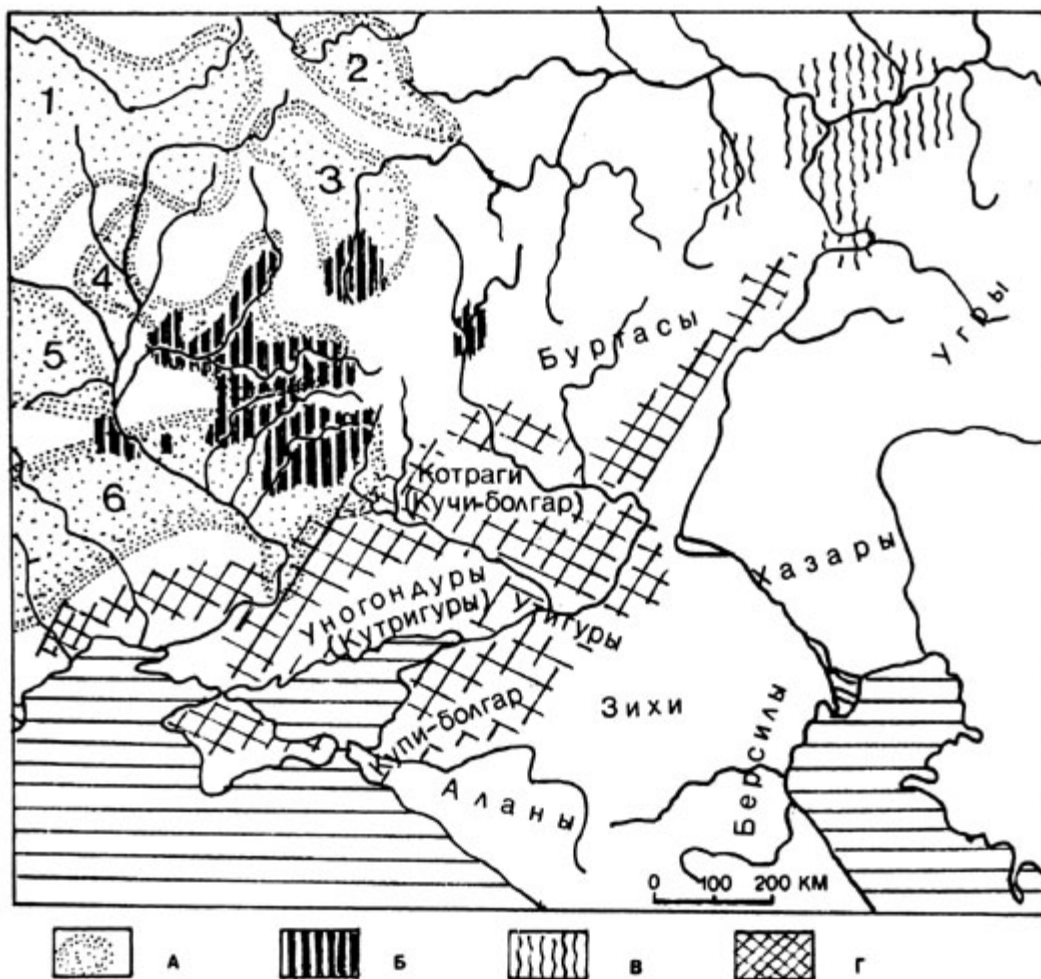 1
2
3
4
5
6
Буртасы
Угры
Котраги
(Кучи-болгар)
Хазары
Уногондуры
(Кутригуры)
Утигуры
Купи-болгар
Зихи
Аланы
Берсилы
0 100 200 КМ
А Б В Г